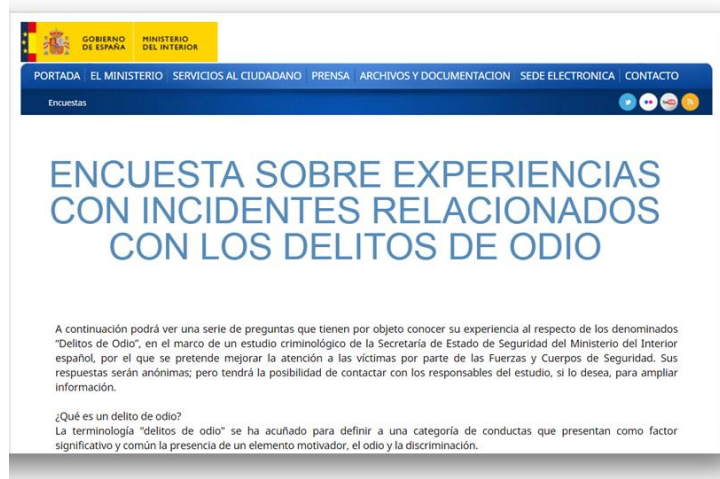 GOBIERNO
DE ESPAÑA
MINISTERIO
DEL INTERIOR
PORTADA EL MINISTERIO SERVICIOS AL CIUDADANO PRENSA ARCHIVOS Y DOCUMENTACION SEDE ELECTRONICA CONTACTO
Encuestas
ENCUESTA SOBRE EXPERIENCIAS
CON INCIDENTES RELACIONADOS
CON LOS DELITOS DE ODIO
A continuación podrá ver una serie de preguntas que tienen por objeto conocer su experiencia al respecto de los denominados
“Delitos de Odio”, en el marco de un estudio criminológico de la Secretaría de Estado de Seguridad del Ministerio del Interior
español, por el que se pretende mejorar la atención a las víctimas por parte de las Fuerzas y Cuerpos de Seguridad. Sus
respuestas serán anónimas; pero tendrá la posibilidad de contactar con los responsables del estudio, si lo desea, para ampliar
información.
¿Qué es un delito de odio?
La terminología "delitos de odio" se ha acuñado para definir a una categoría de conductas que presentan como factor
significativo y común la presencia de un elemento motivador, el odio y la discriminación.